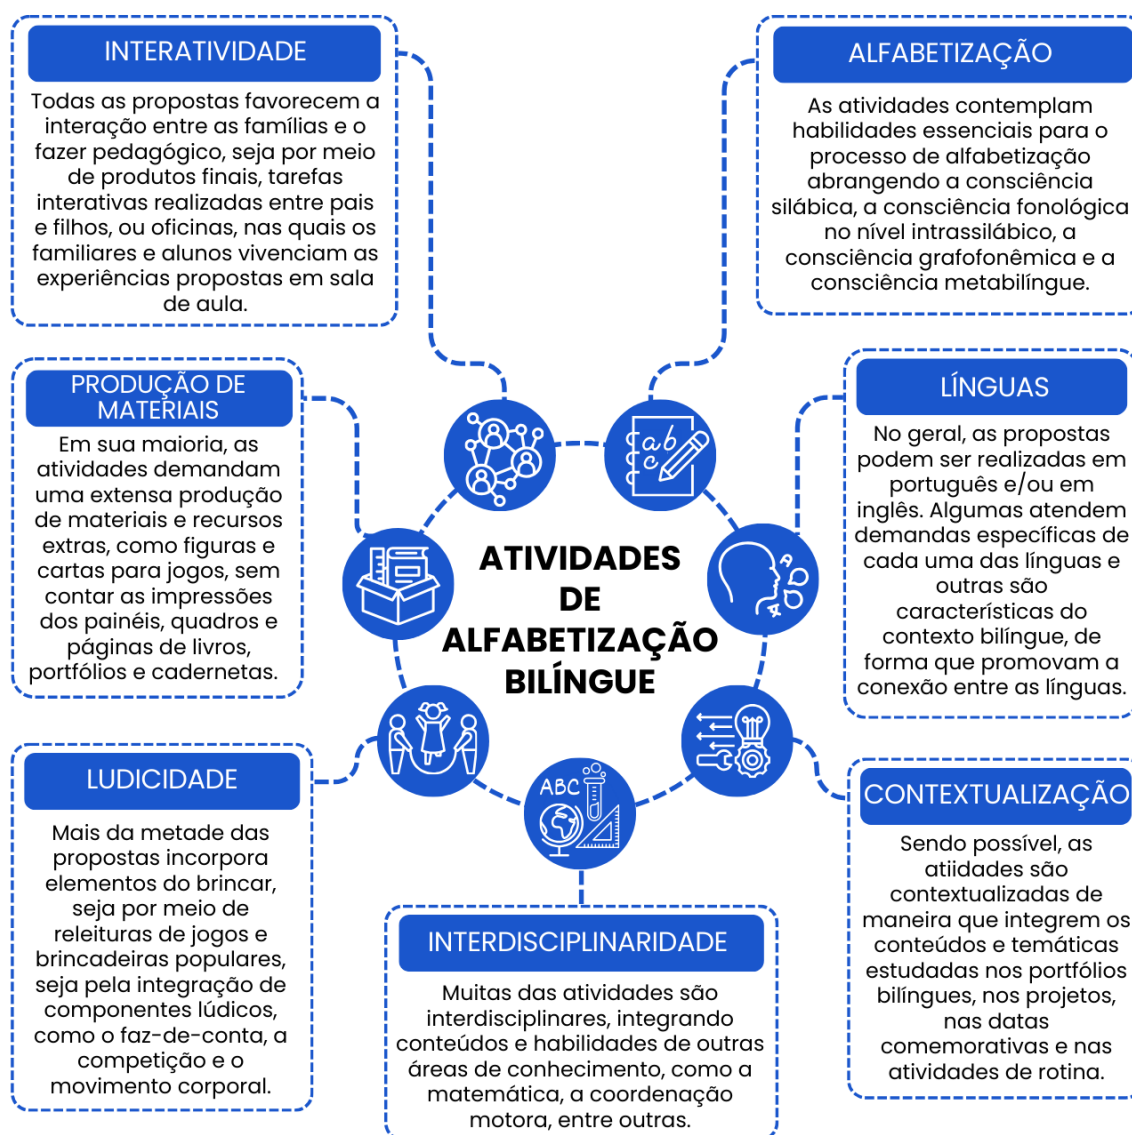 INTERATIVIDADE
Todas as propostas favorecem a
interação entre as famílias e o
fazer pedagógico, seja por meio
de produtos finais, tarefas
interativas realizadas entre pais
e filhos, ou oficinas, nas quais os
familiares e alunos vivenciam as
experiências propostas em sala
de aula.
ALFABETIZAÇÃO
As atividades contemplam
habilidades essenciais para o
processo de alfabetização
abrangendo a consciência
silábica, a consciência fonológica
no nível intrassilábico, a
consciência grafofonêmica e a
consciência metabilíngue.
PRODUÇÃO DE
MATERIAIS
Em sua maioria, as
atividades demandam
uma extensa produção
de materiais e recursos
extras, como figuras e
cartas para jogos, sem
contar as impressões
dos painéis, quadros e
páginas de livros,
portfólios e cadernetas.
LÍNGUAS
No geral, as propostas
podem ser realizadas em
português e/ou em
inglês. Algumas atendem
demandas específicas de
cada uma das línguas e
outras são
características do
contexto bilíngue, de
forma que promovam a
conexão entre as línguas.
abc
A
ATIVIDADES
DE
ALFABETIZAÇÃO
BILÍNGUE
LUDICIDADE
Mais da metade das
propostas incorpora
elementos do brincar,
seja por meio de
releituras de jogos e
brincadeiras populares,
seja pela integração de
componentes lúdicos,
como o faz-de-conta, a
competição e o
movimento corporal.
ABC
INTERDISCIPLINARIDADE
Muitas das atividades são
interdisciplinares, integrando
conteúdos e habilidades de outras
áreas de conhecimento, como a
matemática, a coordenação
motora, entre outras.
CONTEXTUALIZAÇÃO
Sendo possível, as
atiidades são
contextualizadas de
maneira que integrem os
conteúdos e temáticas
estudadas nos portfólios
bilíngues, nos projetos,
nas datas
comemorativas e nas
atividades de rotina.